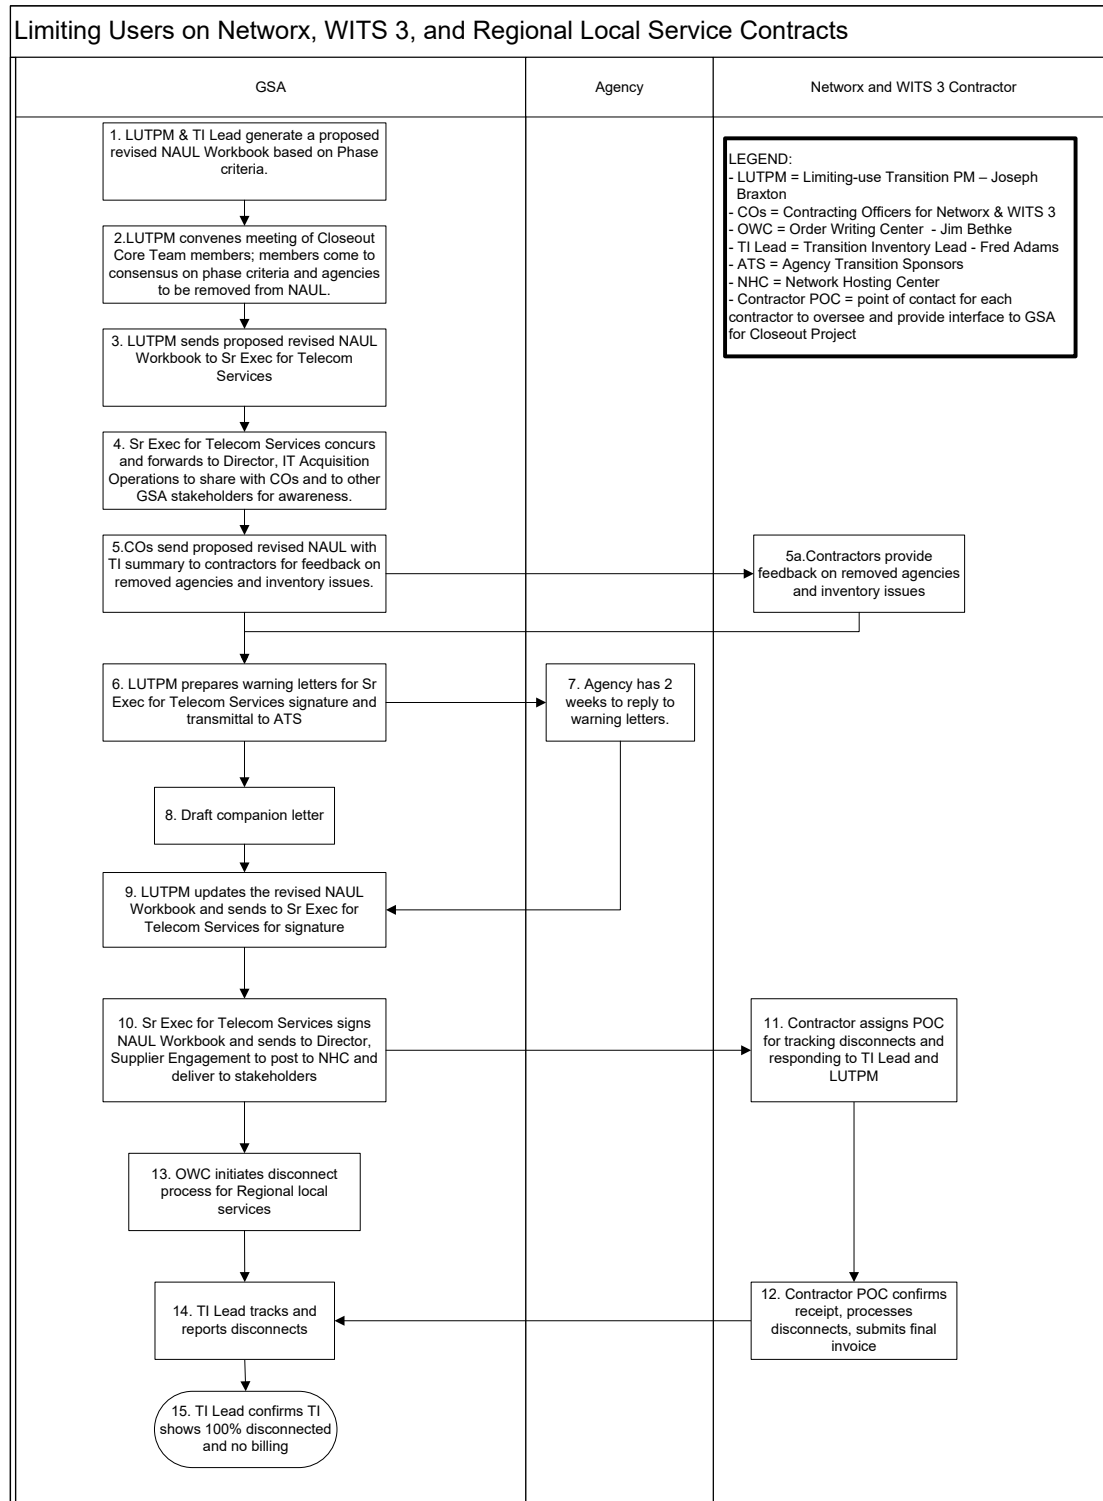 Limiting Users on Networx, WITS 3, and Regional Local Service Contracts
GSA
Agency
Networx and WITS 3 Contractor
1. LUTPM & TI Lead generate a proposed
revised NAUL Workbook based on Phase
criteria.
LEGEND:
- LUTPM = Limiting-use Transition PM – Joseph
Braxton
- COs = Contracting Officers for Networx & WITS 3
- OWC = Order Writing Center - Jim Bethke
- TI Lead = Transition Inventory Lead - Fred Adams
- ATS = Agency Transition Sponsors
- NHC = Network Hosting Center
- Contractor POC = point of contact for each
contractor to oversee and provide interface to GSA
for Closeout Project
2.LUTPM convenes meeting of Closeout
Core Team members; members come to
consensus on phase criteria and agencies
to be removed from NAUL.
3. LUTPM sends proposed revised NAUL
Workbook to Sr Exec for Telecom
Services
4. Sr Exec for Telecom Services concurs
and forwards to Director, IT Acquisition
Operations to share with COs and to other
GSA stakeholders for awareness.
5.COs send proposed revised NAUL with
TI summary to contractors for feedback on
removed agencies and inventory issues.
5a.Contractors provide
feedback on removed agencies
and inventory issues
6. LUTPM prepares warning letters for Sr
Exec for Telecom Services signature and
transmittal to ATS
7. Agency has 2
weeks to reply to
warning letters.
8. Draft companion letter
9. LUTPM updates the revised NAUL
Workbook and sends to Sr Exec for
Telecom Services for signature
10. Sr Exec for Telecom Services signs
NAUL Workbook and sends to Director,
Supplier Engagement to post to NHC and
deliver to stakeholders
11. Contractor assigns POC
for tracking disconnects and
responding to TI Lead and
LUTPM
13. OWC initiates disconnect
process for Regional local
services
12. Contractor POC confirms
receipt, processes
disconnects, submits final
invoice
14. TI Lead tracks and
reports disconnects
15. TI Lead confirms TI
shows 100% disconnected
and no billing